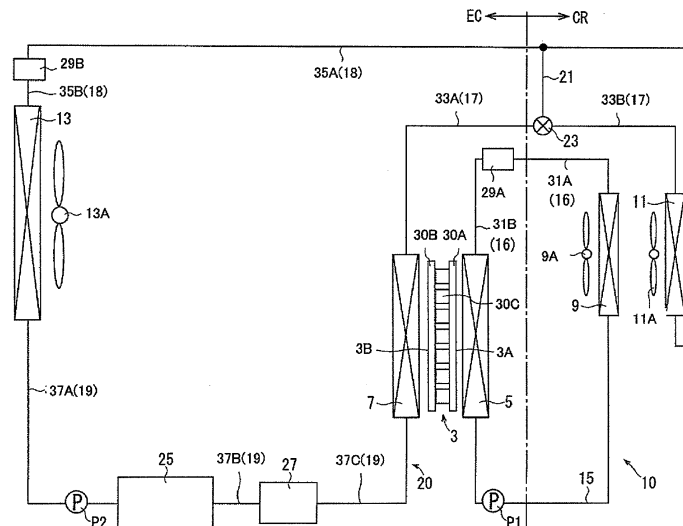 EC CR
29B
35A(18)
35B(18)
21
13
33A(17)
33B(17)
23
29A
31A
(16)
11
13A
30B 30A
31B
(16)
9A
30C
9
11A
3B
3A
37A(19)
7
5
3
25
37B(19)
27
37C(19)
20
15
10
P
P2
P
P1